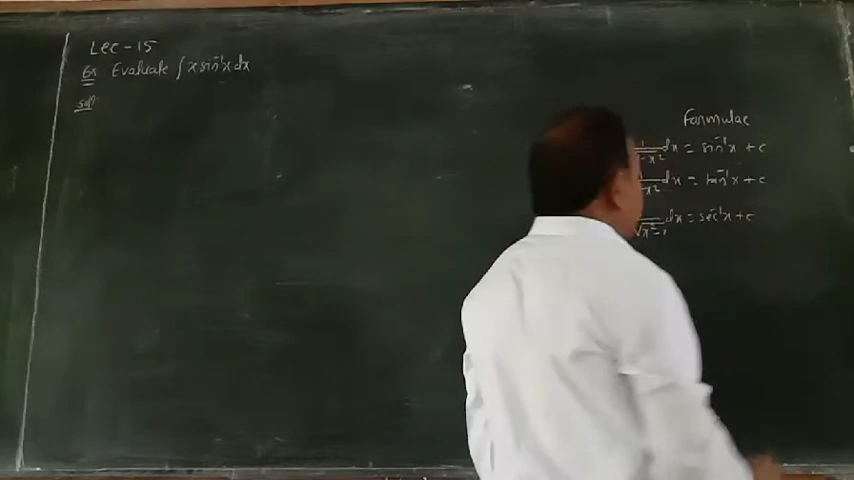 Lec - 15
Ex Evaluate ∫ x sin⁻¹x dx
Solⁿ
Formulae
dx = sin⁻¹x + c
dx = tan⁻¹x + c
dx = sec⁻¹x + c